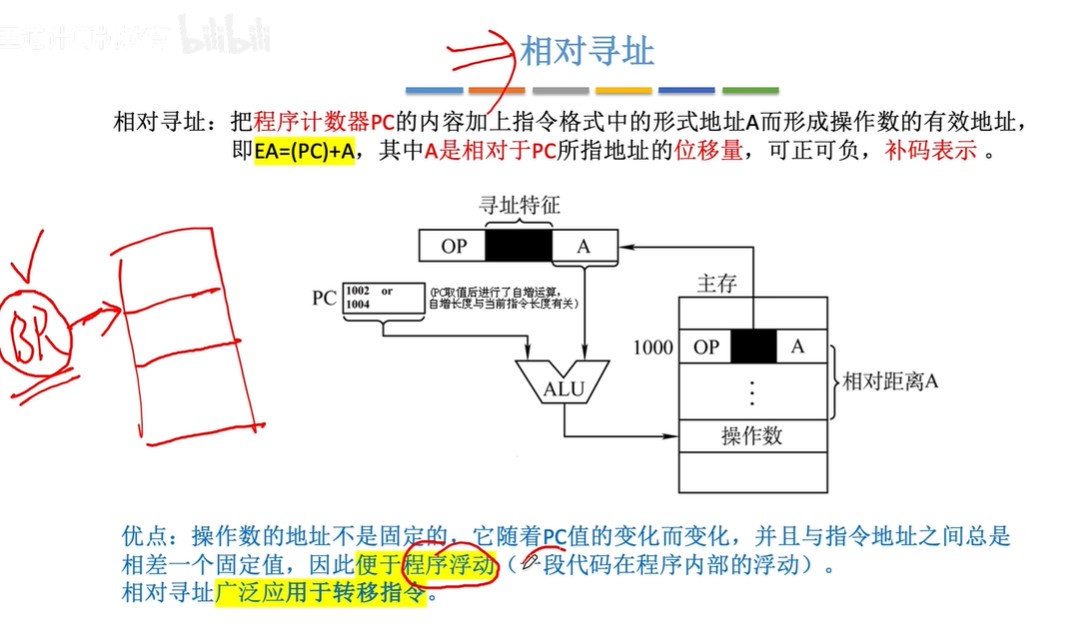 bilibili
相对寻址
相对寻址：把程序计数器PC的内容加上指令格式中的形式地址A而形成操作数的有效地址，
即EA=(PC)+A，其中A是相对于PC所指地址的位移量，可正可负，补码表示 。
寻址特征
OP A
主存
PC 1002 or (PC取值后进行了自增运算，
1004 自增长度与当前指令长度有关)
BR
1000 OP A
ALU
相对距离A
⋮
操作数
优点：操作数的地址不是固定的，它随着PC值的变化而变化，并且与指令地址之间总是
相差一个固定值，因此便于程序浮动（一段代码在程序内部的浮动）。
相对寻址广泛应用于转移指令。